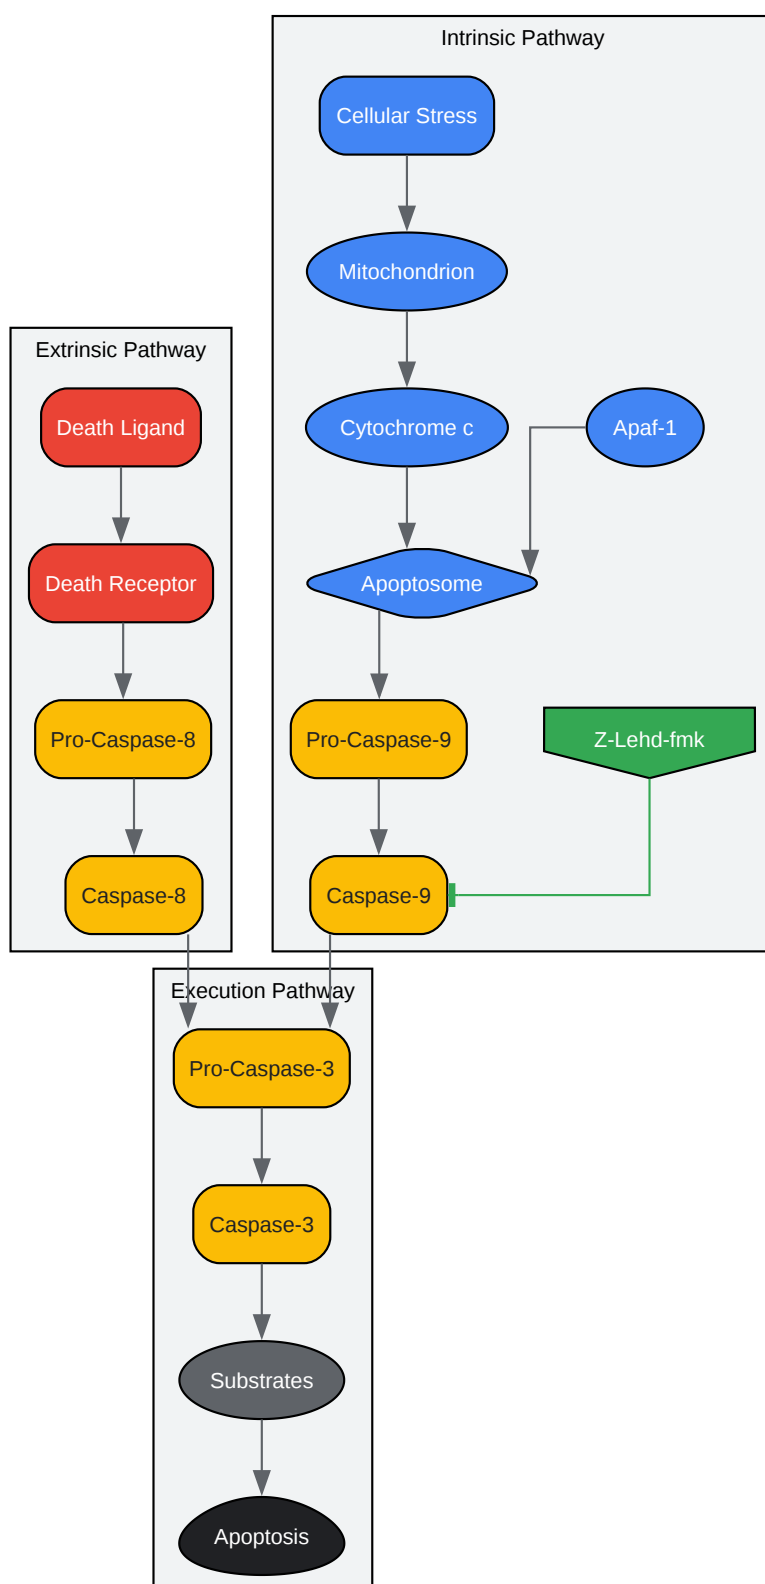 Intrinsic Pathway
Cellular Stress
Mitochondrion
Extrinsic Pathway
Death Ligand
Cytochrome c
Apaf-1
Death Receptor
Apoptosome
Pro-Caspase-8
Pro-Caspase-9
Z-Lehd-fmk
Caspase-8
Caspase-9
Execution Pathway
Pro-Caspase-3
Caspase-3
Substrates
Apoptosis